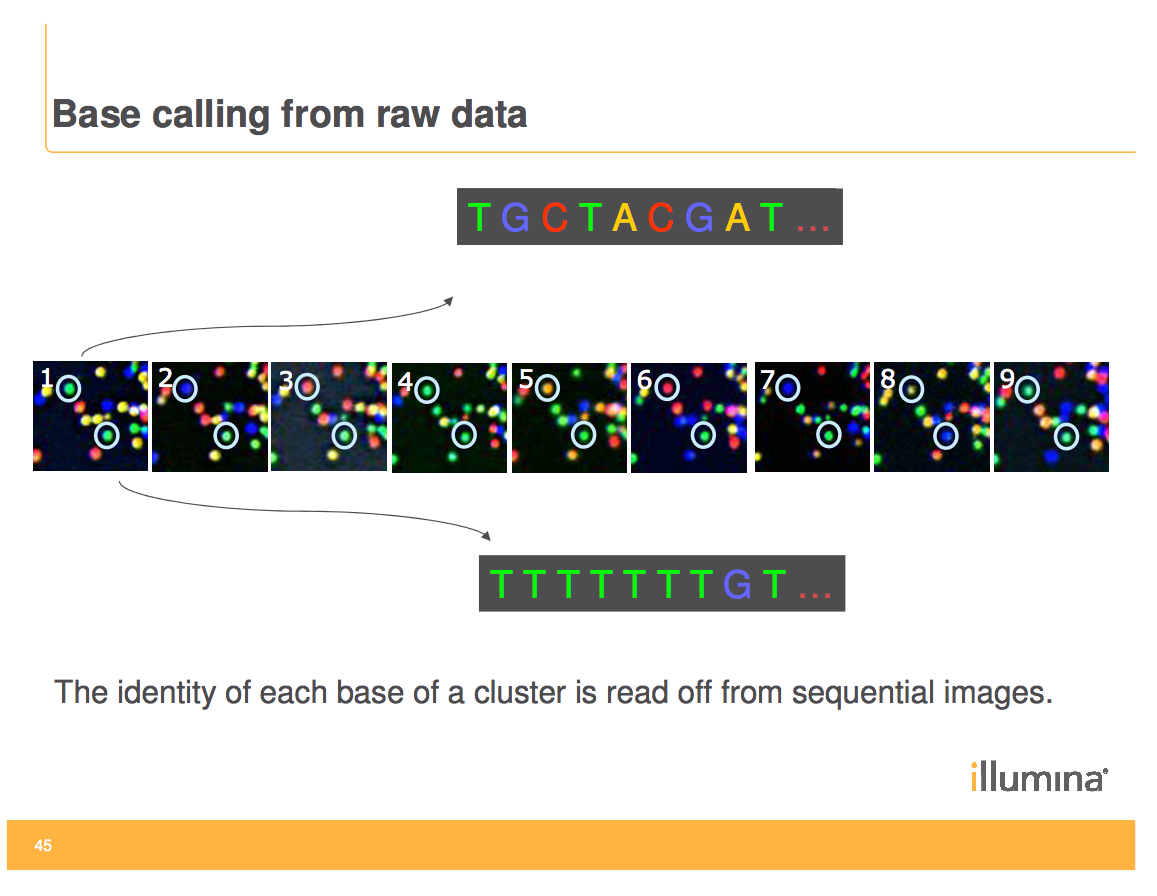 Base calling from raw data
T G C T A C G A T ...
1 2 3 4 5 6 7 8 9
T T T T T T T G T ...
The identity of each base of a cluster is read off from sequential images.
illumina®
45